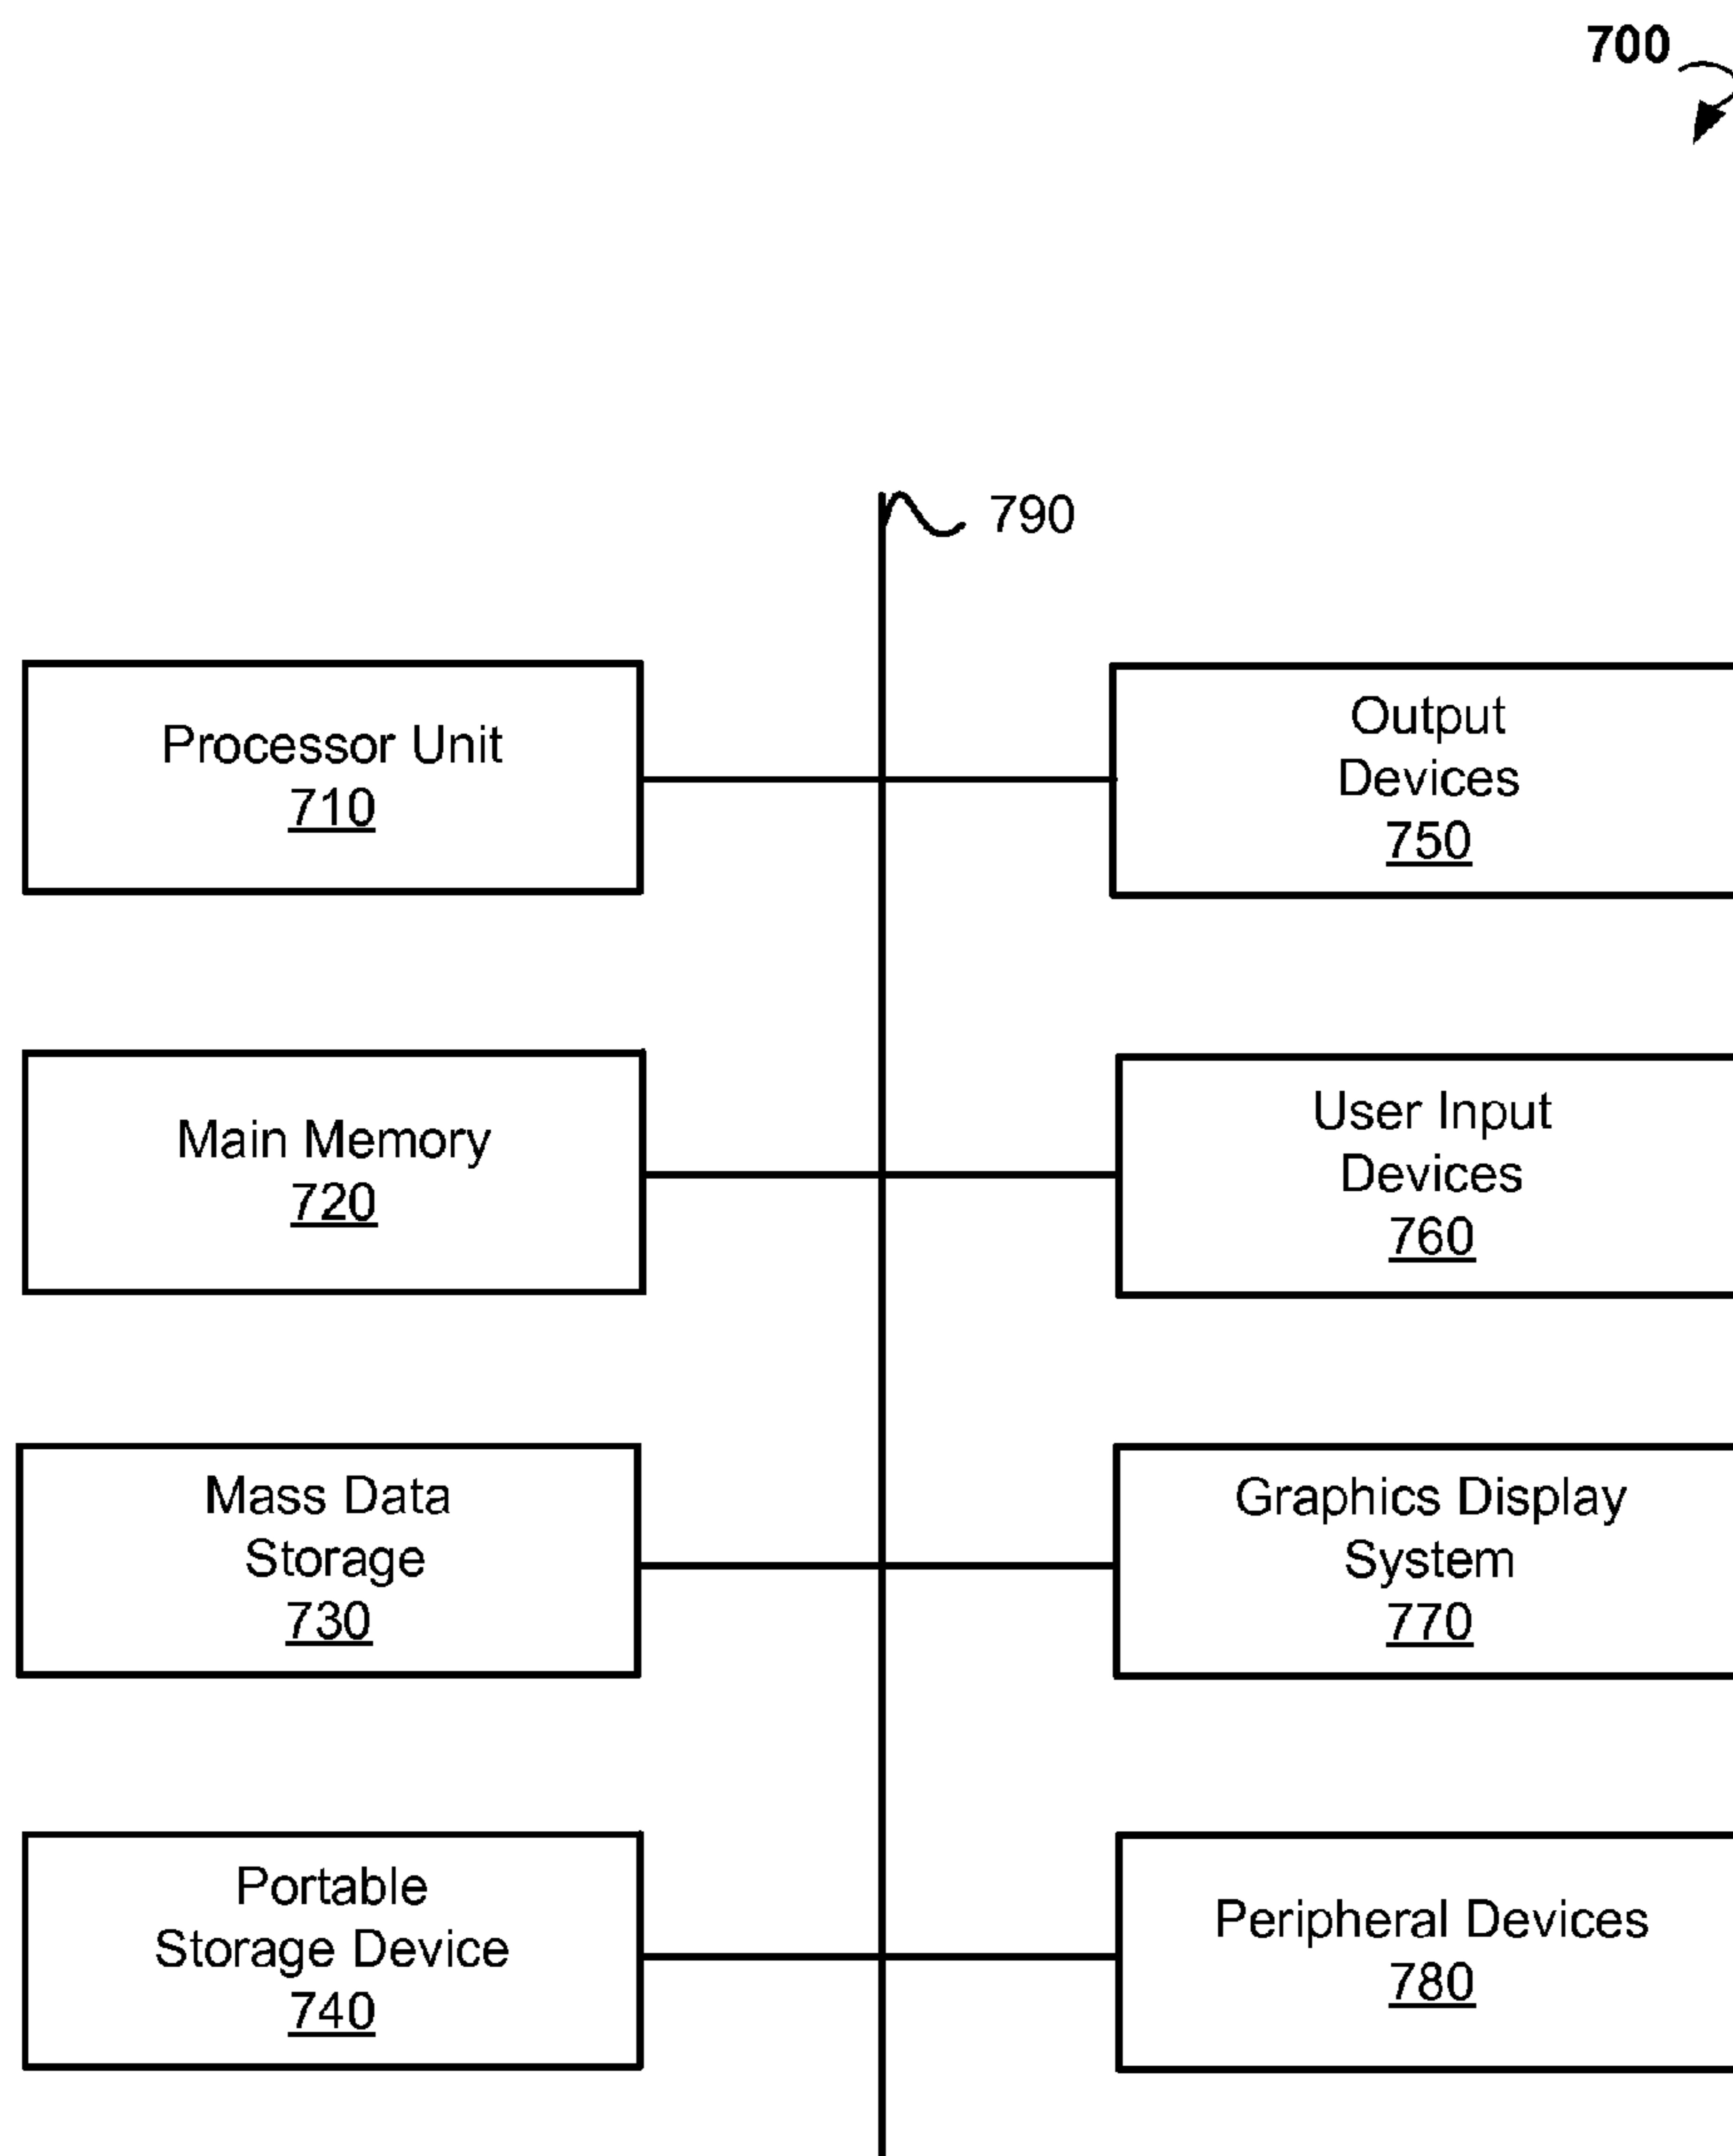 700
790
Processor Unit
710
Output
Devices
750
Main Memory
720
User Input
Devices
760
Mass Data
Storage
730
Graphics Display
System
770
Portable
Storage Device
740
Peripheral Devices
780